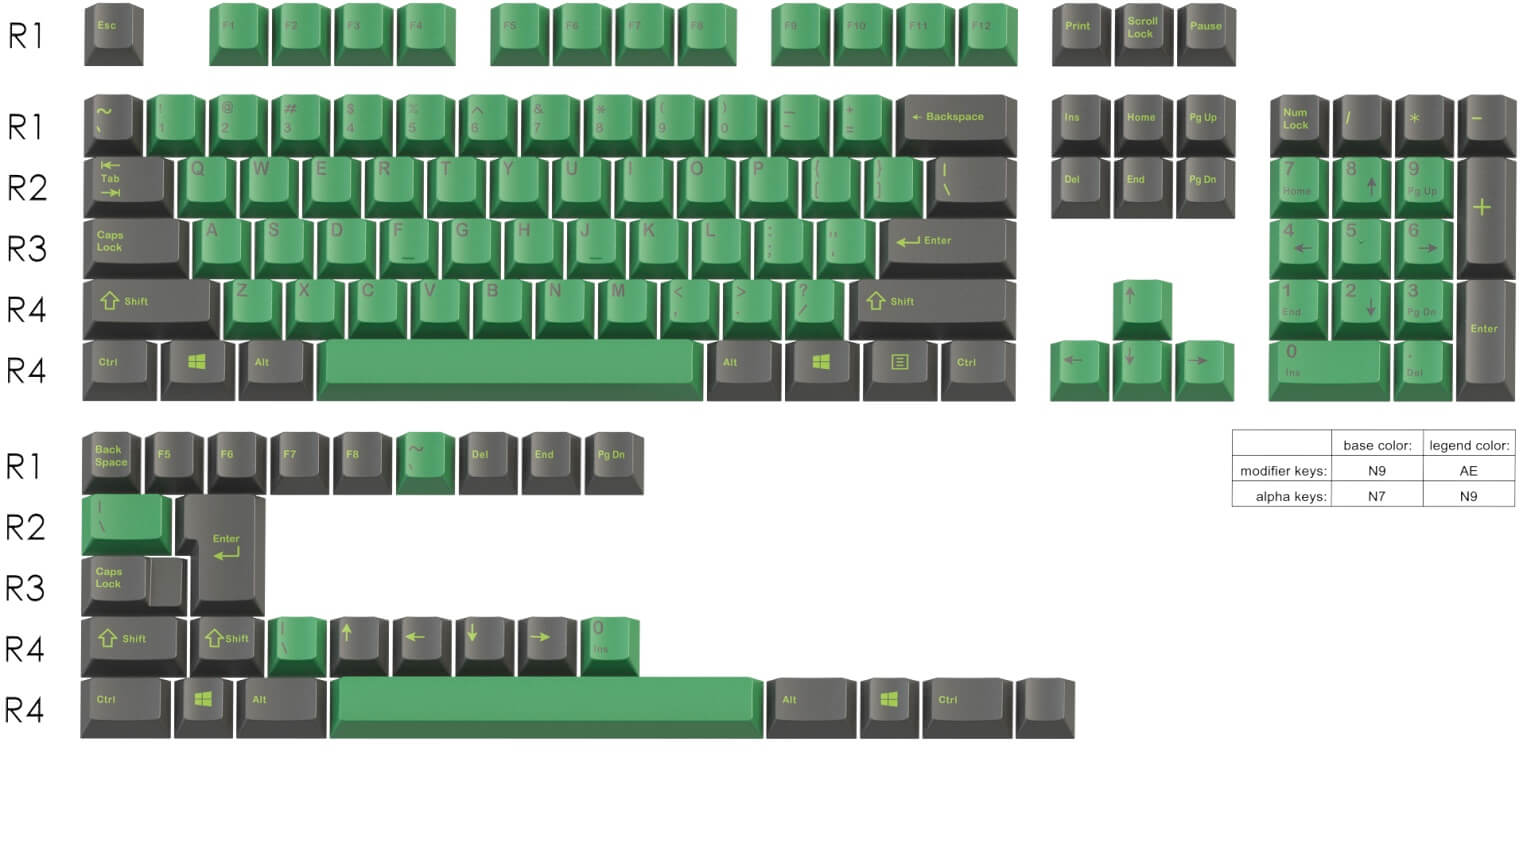 R1 Esc F1 F2 F3 F4 F5 F6 F7 F8 F9 F10 F11 F12 Print Scroll Lock Pause
R1 ~ ` ! 1 @ 2 # 3 $ 4 % 5 ^ 6 & 7 * 8 ( 9 ) 0 _ - + = ← Backspace Ins Home Pg Up Num Lock / * -
R2 Tab Q W E R T Y U I O P { [ } ] | \ Del End Pg Dn 7 Home 8 ↑ 9 Pg Up +
R3 Caps Lock A S D F G H J K L : ; " ' Enter 4 ← 5 6 →
R4 Shift Z X C V B N M < , > . ? / Shift ↑ 1 End 2 ↓ 3 Pg Dn Enter
R4 Ctrl Alt Alt Ctrl ← ↓ → 0 Ins . Del
R1 Back Space F5 F6 F7 F8 ~ ` Del End Pg Dn
R2 | \ Enter
R3 Caps Lock
R4 Shift Shift | \ ↑ ← ↓ → 0 Ins
R4 Ctrl Alt Alt Ctrl
base color: legend color:
modifier keys: N9 AE
alpha keys: N7 N9